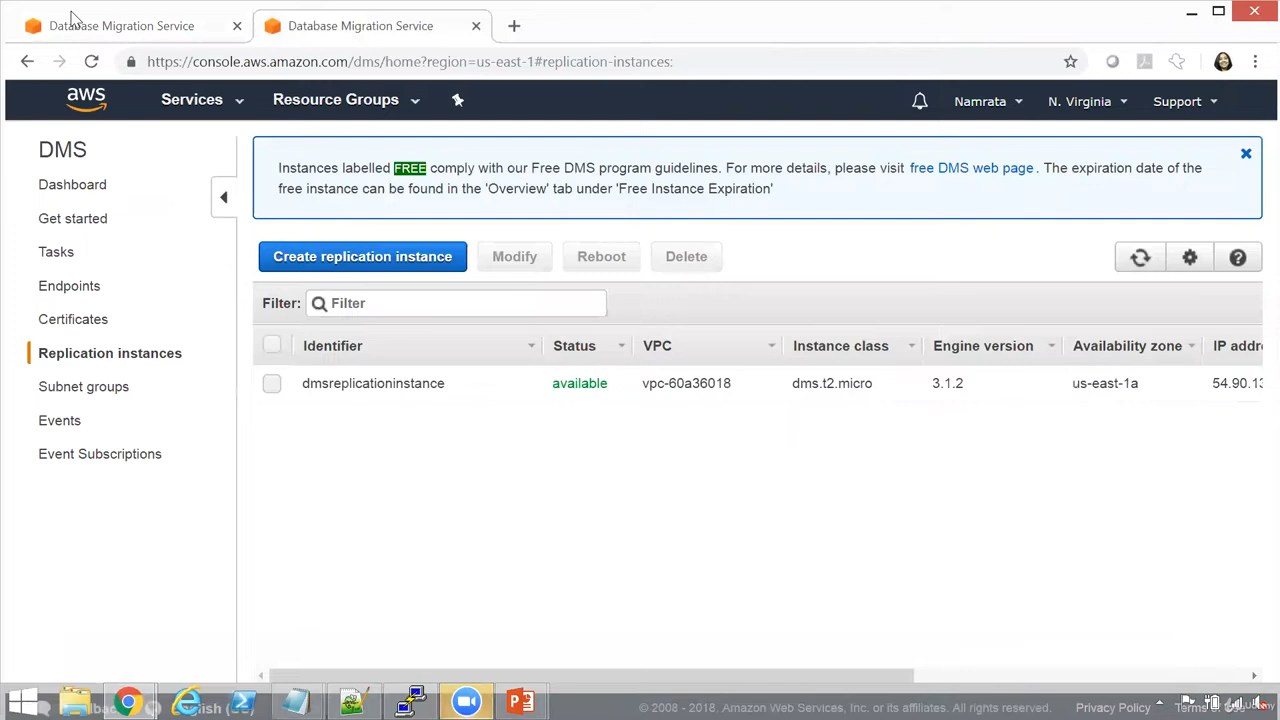 Database Migration Service
Database Migration Service
https://console.aws.amazon.com/dms/home?region=us-east-1#replication-instances:
aws
Services
Resource Groups
Namrata
N. Virginia
Support
DMS
Dashboard
Get started
Tasks
Endpoints
Certificates
Replication instances
Subnet groups
Events
Event Subscriptions
Instances labelled FREE comply with our Free DMS program guidelines. For more details, please visit free DMS web page. The expiration date of the
free instance can be found in the 'Overview' tab under 'Free Instance Expiration'
Create replication instance
Modify
Reboot
Delete
Filter:
Filter
Identifier Status VPC Instance class Engine version Availability zone IP addre
dmsreplicationinstance available vpc-60a36018 dms.t2.micro 3.1.2 us-east-1a 54.90.13
© 2008 - 2018, Amazon Web Services, Inc. or its affiliates. All rights reserved.
Privacy Policy